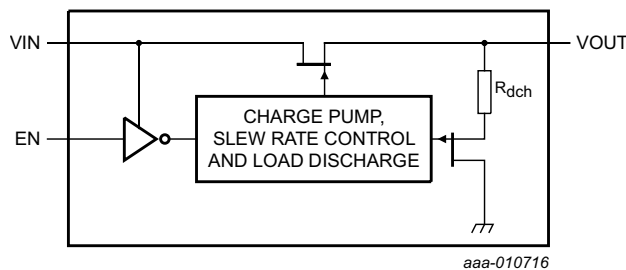 VIN
VOUT
Rdch
CHARGE PUMP,
SLEW RATE CONTROL
AND LOAD DISCHARGE
EN
aaa-010716